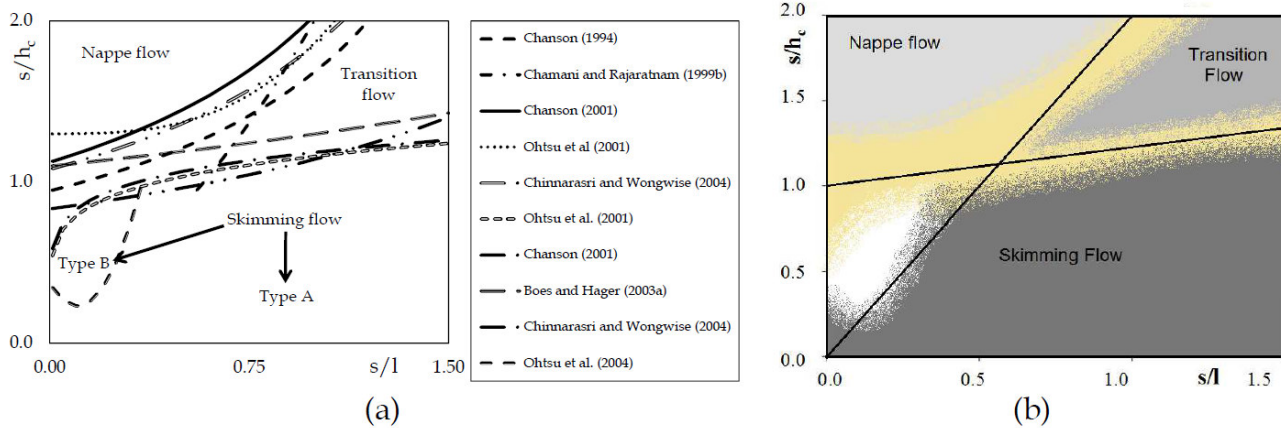 2.0
s/hc
1.0
0.0
Nappe flow
Transition
flow
Skimming flow
Type B
Type A
0.00
0.75
s/l
1.50
Chanson (1994)
Chamani and Rajaratnam (1999b)
Chanson (2001)
Ohtsu et al (2001)
Chinnarasri and Wongwise (2004)
Ohtsu et al. (2001)
Chanson (2001)
Boes and Hager (2003a)
Chinnarasri and Wongwise (2004)
Ohtsu et al. (2004)
(a)
2.0
s/hc
1.5
1.0
0.5
0.0
Nappe flow
Transition
Flow
Skimming Flow
0.0
0.5
1.0
s/l
1.5
(b)